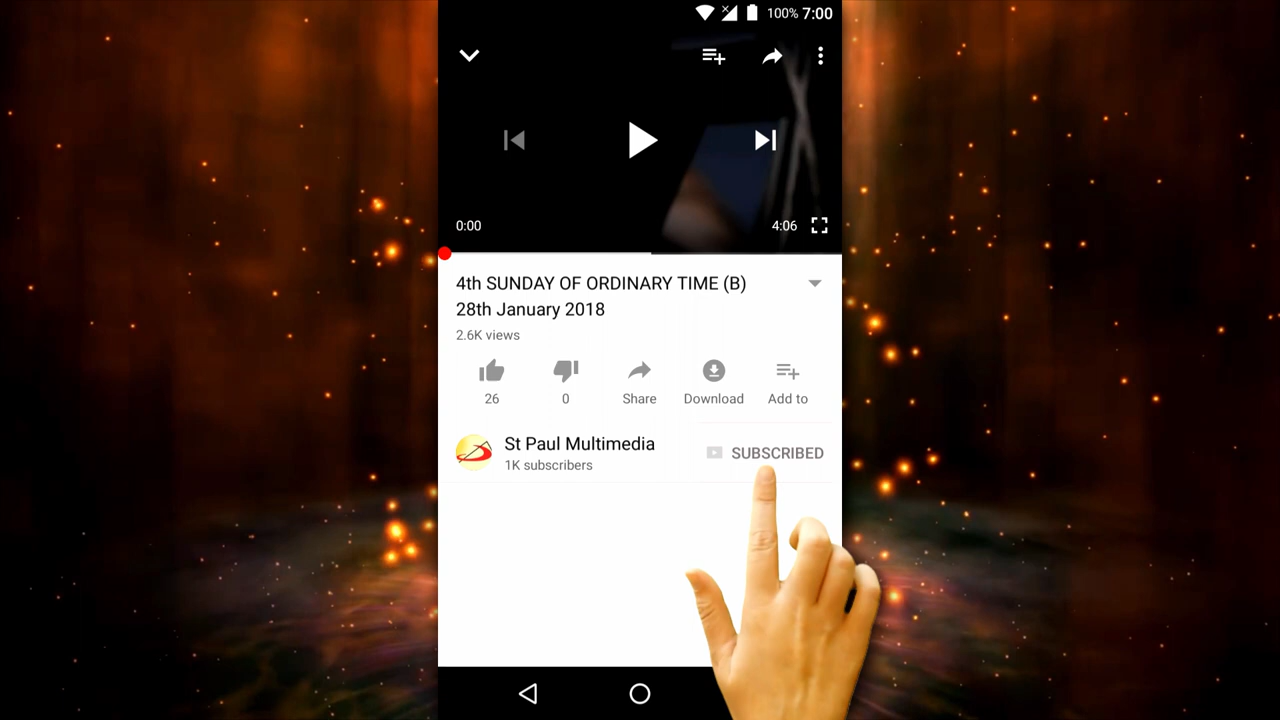 100% 7:00
0:00
4:06
4th SUNDAY OF ORDINARY TIME (B)
28th January 2018
2.6K views
26
0
Share
Download
Add to
St Paul Multimedia
SUBSCRIBED
1K subscribers